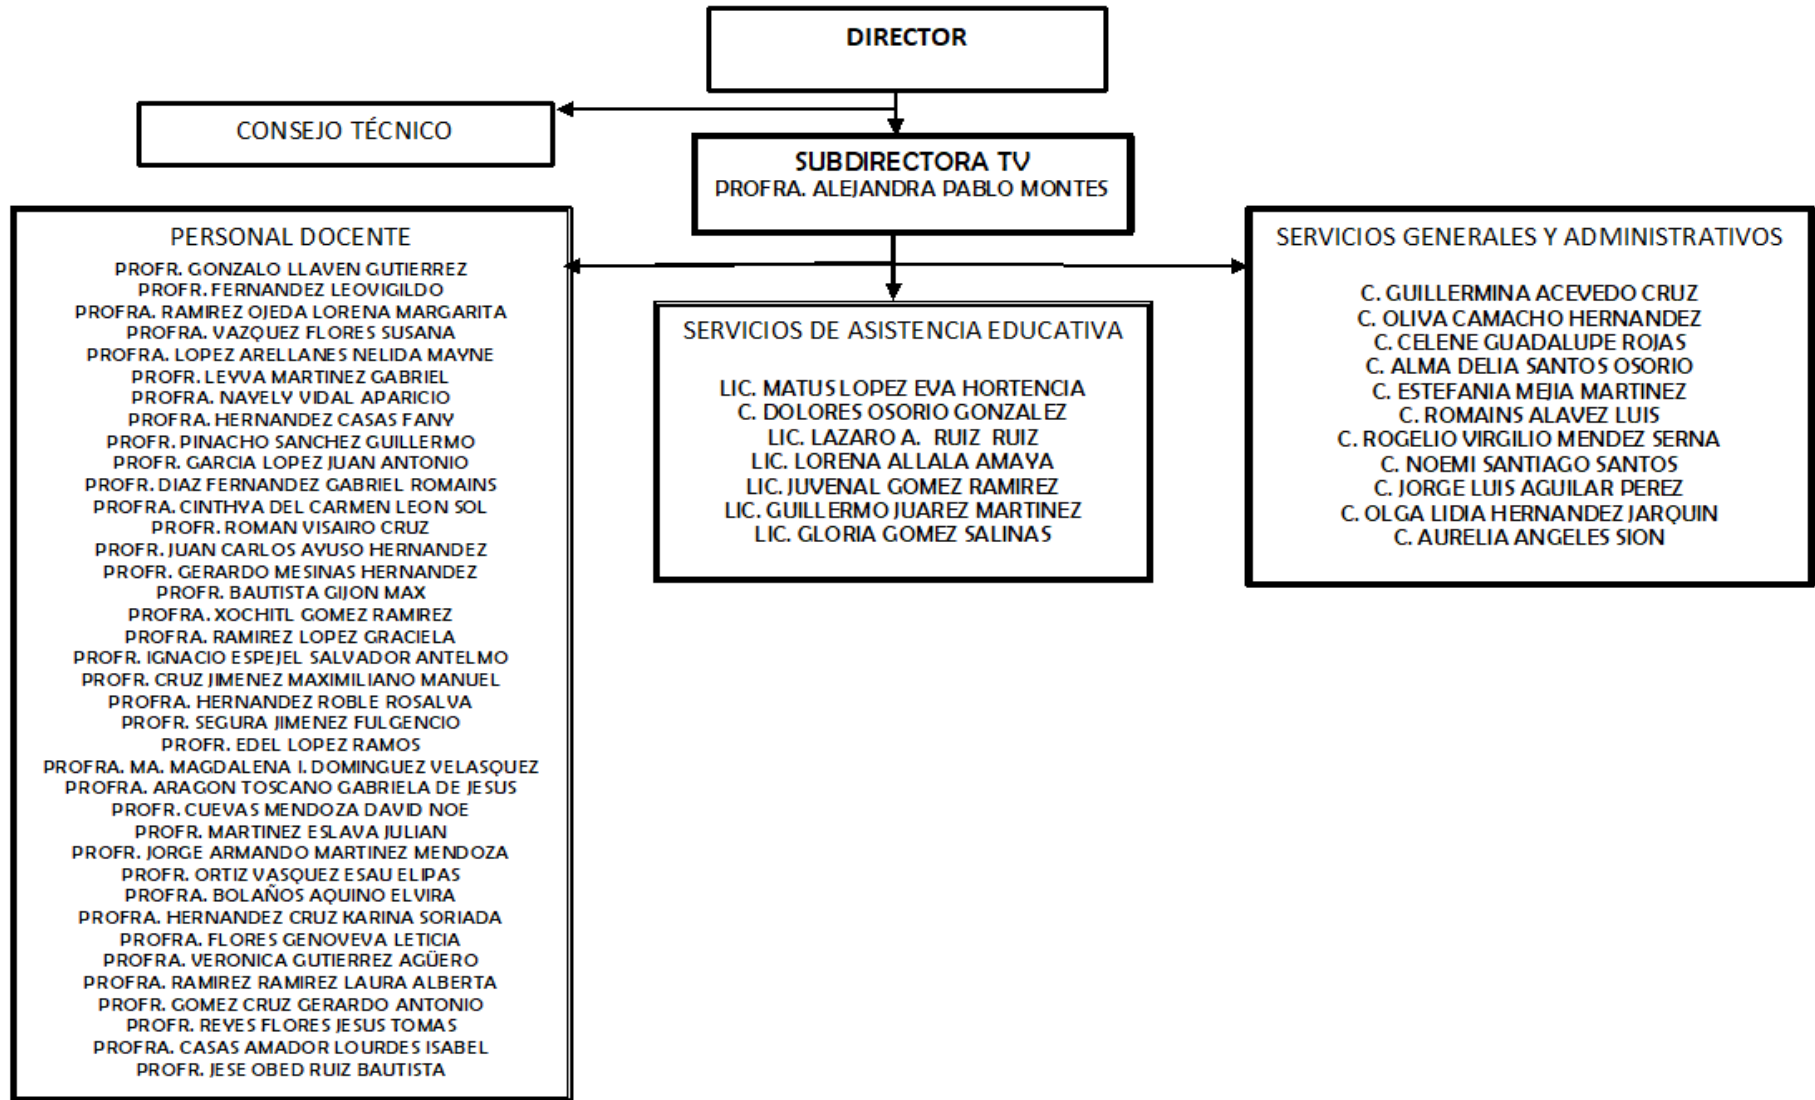 DIRECTOR
CONSEJO TÉCNICO
SUBDIRECTORA TV
PROFRA. ALEJANDRA PABLO MONTES
PERSONAL DOCENTE
PROFR. GONZALO LLAVEN GUTIERREZ
PROFR. FERNANDEZ LEOVIGILDO
PROFRA. RAMIREZ OJEDA LORENA MARGARITA
PROFRA. VAZQUEZ FLORES SUSANA
PROFRA. LOPEZ ARELLANES NELIDA MAYNE
PROFR. LEYVA MARTINEZ GABRIEL
PROFRA. NAYELY VIDAL APARICIO
PROFRA. HERNANDEZ CASAS FANY
PROFR. PINACHO SANCHEZ GUILLERMO
PROFR. GARCIA LOPEZ JUAN ANTONIO
PROFR. DIAZ FERNANDEZ GABRIEL ROMAINS
PROFRA. CINTHYA DEL CARMEN LEON SOL
PROFR. ROMAN VISAIRO CRUZ
PROFR. JUAN CARLOS AYUSO HERNANDEZ
PROFR. GERARDO MESINAS HERNANDEZ
PROFR. BAUTISTA GIJON MAX
PROFRA. XOCHITL GOMEZ RAMIREZ
PROFRA. RAMIREZ LOPEZ GRACIELA
PROFR. IGNACIO ESPEJEL SALVADOR ANTELMO
PROFR. CRUZ JIMENEZ MAXIMILIANO MANUEL
PROFRA. HERNANDEZ ROBLE ROSALVA
PROFR. SEGURA JIMENEZ FULGENCIO
PROFR. EDEL LOPEZ RAMOS
PROFRA. MA. MAGDALENA I. DOMINGUEZ VELASQUEZ
PROFRA. ARAGON TOSCANO GABRIELA DE JESUS
PROFR. CUEVAS MENDOZA DAVID NOE
PROFR. MARTINEZ ESLAVA JULIAN
PROFR. JORGE ARMANDO MARTINEZ MENDOZA
PROFR. ORTIZ VASQUEZ ESAU ELIPAS
PROFRA. BOLAÑOS AQUINO ELVIRA
PROFRA. HERNANDEZ CRUZ KARINA SORIADA
PROFRA. FLORES GENOVEVA LETICIA
PROFRA. VERONICA GUTIERREZ AGÜERO
PROFRA. RAMIREZ RAMIREZ LAURA ALBERTA
PROFR. GOMEZ CRUZ GERARDO ANTONIO
PROFR. REYES FLORES JESUS TOMAS
PROFRA. CASAS AMADOR LOURDES ISABEL
PROFR. JESE OBED RUIZ BAUTISTA
SERVICIOS DE ASISTENCIA EDUCATIVA
LIC. MATUS LOPEZ EVA HORTENCIA
C. DOLORES OSORIO GONZALEZ
LIC. LAZARO A. RUIZ RUIZ
LIC. LORENA ALLALA AMAYA
LIC. JUVENAL GOMEZ RAMIREZ
LIC. GUILLERMO JUAREZ MARTINEZ
LIC. GLORIA GOMEZ SALINAS
SERVICIOS GENERALES Y ADMINISTRATIVOS
C. GUILLERMINA ACEVEDO CRUZ
C. OLIVA CAMACHO HERNANDEZ
C. CELENE GUADALUPE ROJAS
C. ALMA DELIA SANTOS OSORIO
C. ESTEFANIA MEJIA MARTINEZ
C. ROMAINS ALAVEZ LUIS
C. ROGELIO VIRGILIO MENDEZ SERNA
C. NOEMI SANTIAGO SANTOS
C. JORGE LUIS AGUILAR PEREZ
C. OLGA LIDIA HERNANDEZ JARQUIN
C. AURELIA ANGELES SION